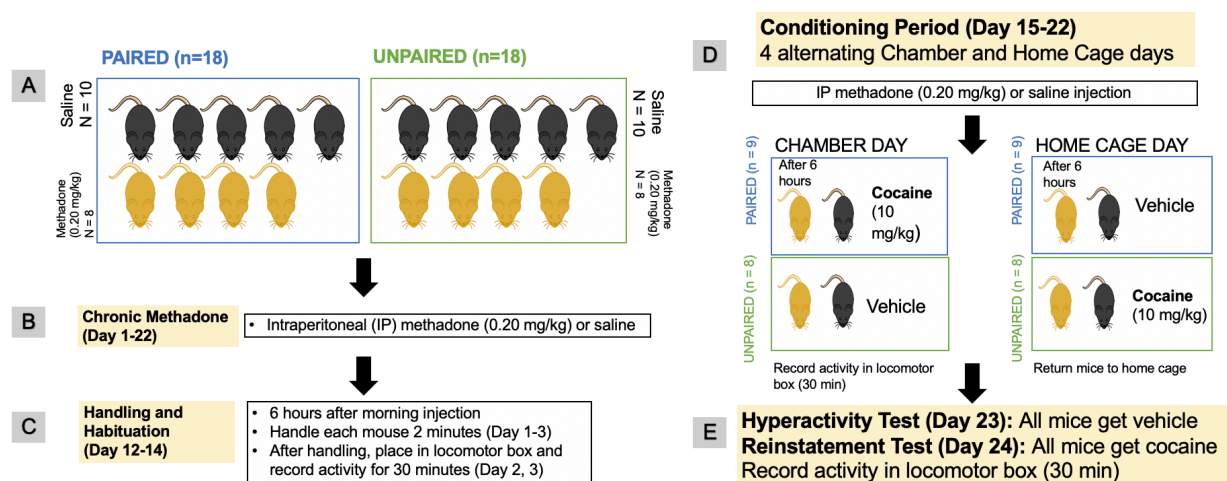 A
PAIRED (n=18)
UNPAIRED (n=18)
Saline
N = 10
Methadone
(0.20 mg/kg)
N = 8
Saline
N = 10
Methadone
(0.20 mg/kg)
N = 8
B
Chronic Methadone
(Day 1-22)
• Intraperitoneal (IP) methadone (0.20 mg/kg) or saline
C
Handling and
Habituation
(Day 12-14)
• 6 hours after morning injection
• Handle each mouse 2 minutes (Day 1-3)
• After handling, place in locomotor box and
record activity for 30 minutes (Day 2, 3)
D
Conditioning Period (Day 15-22)
4 alternating Chamber and Home Cage days
IP methadone (0.20 mg/kg) or saline injection
CHAMBER DAY
PAIRED (n = 9)
After 6
hours
Cocaine
(10
mg/kg)
UNPAIRED (n = 8)
Vehicle
Record activity in locomotor
box (30 min)
HOME CAGE DAY
PAIRED (n = 9)
After 6
hours
Vehicle
UNPAIRED (n = 8)
Cocaine
(10 mg/kg)
Return mice to home cage
E
Hyperactivity Test (Day 23): All mice get vehicle
Reinstatement Test (Day 24): All mice get cocaine
Record activity in locomotor box (30 min)